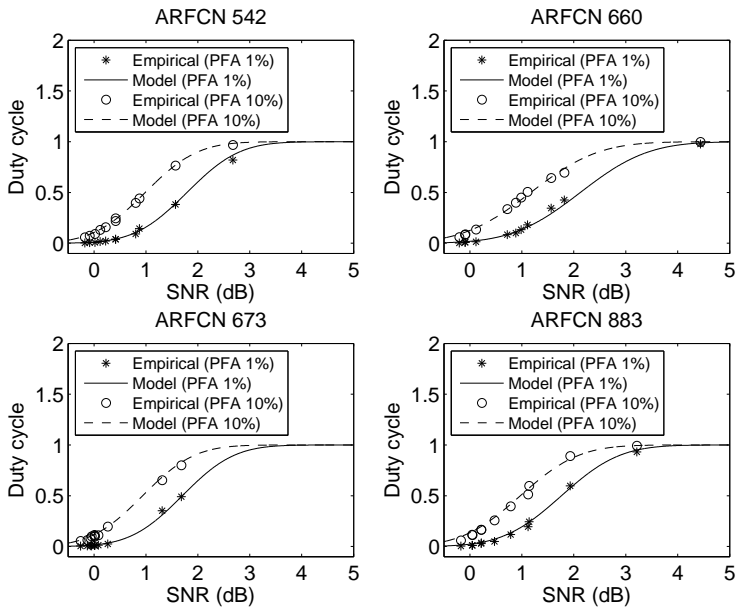 ARFCN 542
2
1.5
1
0.5
0
Duty cycle
Empirical (PFA 1%)
Model (PFA 1%)
Empirical (PFA 10%)
Model (PFA 10%)
0 1 2 3 4 5
SNR (dB)
ARFCN 660
2
1.5
1
0.5
0
Duty cycle
Empirical (PFA 1%)
Model (PFA 1%)
Empirical (PFA 10%)
Model (PFA 10%)
0 1 2 3 4 5
SNR (dB)
ARFCN 673
2
1.5
1
0.5
0
Duty cycle
Empirical (PFA 1%)
Model (PFA 1%)
Empirical (PFA 10%)
Model (PFA 10%)
0 1 2 3 4 5
SNR (dB)
ARFCN 883
2
1.5
1
0.5
0
Duty cycle
Empirical (PFA 1%)
Model (PFA 1%)
Empirical (PFA 10%)
Model (PFA 10%)
0 1 2 3 4 5
SNR (dB)